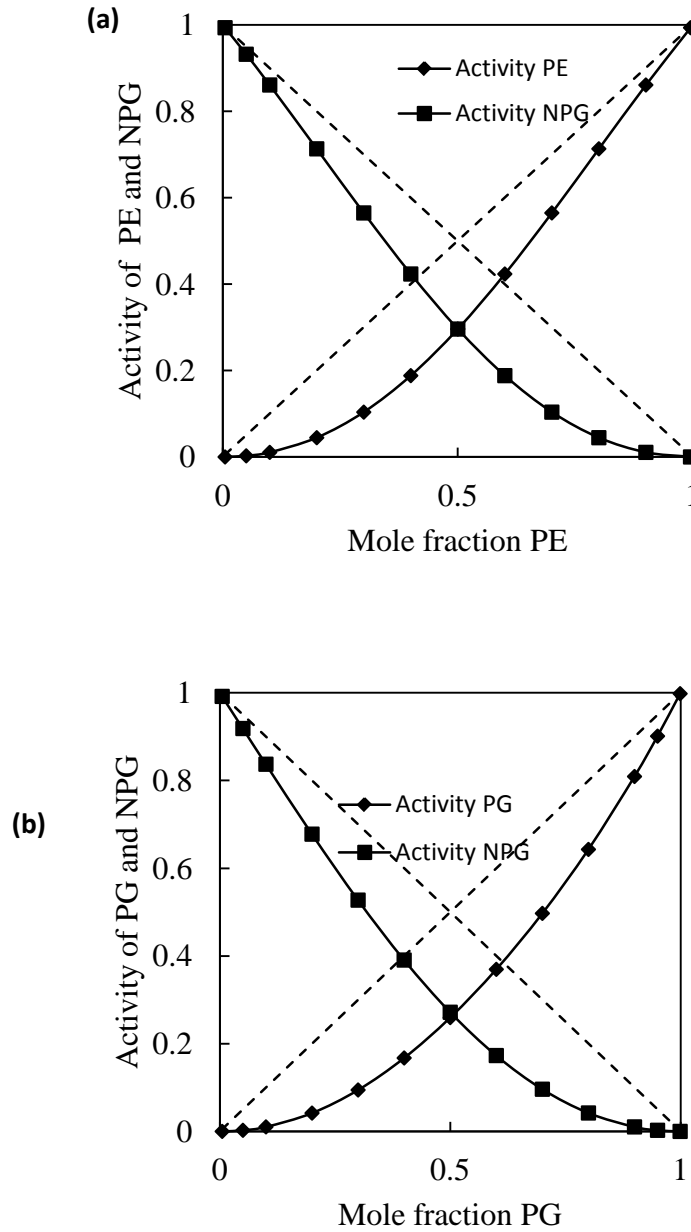 (a)
1
0.8
0.6
0.4
0.2
0
Activity of PE and NPG
Activity PE
Activity NPG
0
0.5
1
Mole fraction PE
(b)
1
0.8
0.6
0.4
0.2
0
Activity of PG and NPG
Activity PG
Activity NPG
0
0.5
1
Mole fraction PG